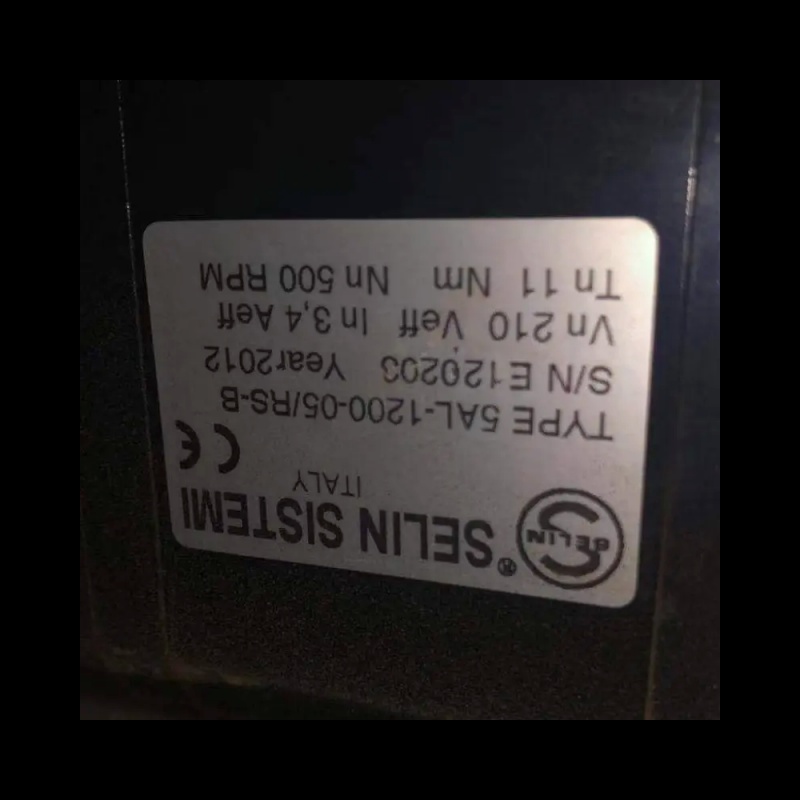 SELIN
SELIN SISTEMI
ITALY
CE
TYPE 5AL-1200-05/RS-B
S/N E120203 Year2012
Vn 210 Veff In 3,4 Aeff
Tn 11 Nm Nn 500 RPM